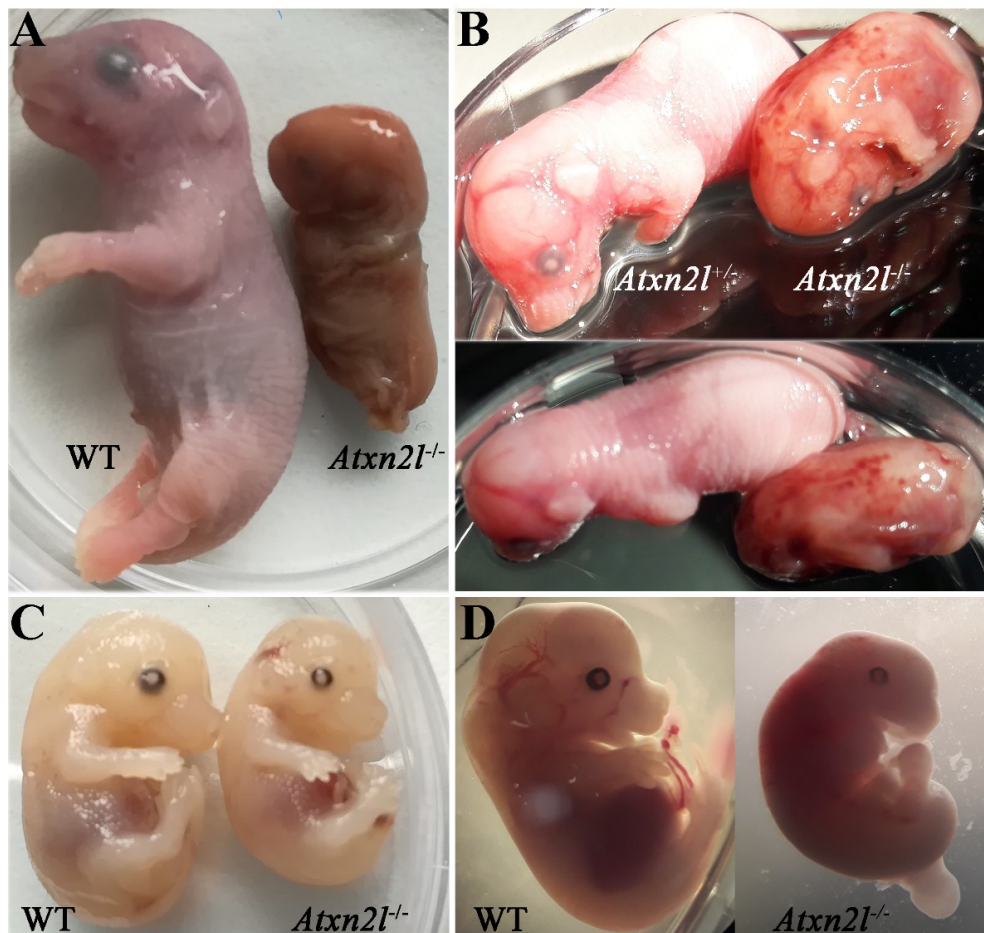 A
B
WT
Atxn2l-/-
Atxn2l+/-
Atxn2l-/-
C
D
WT
Atxn2l-/-
WT
Atxn2l-/-